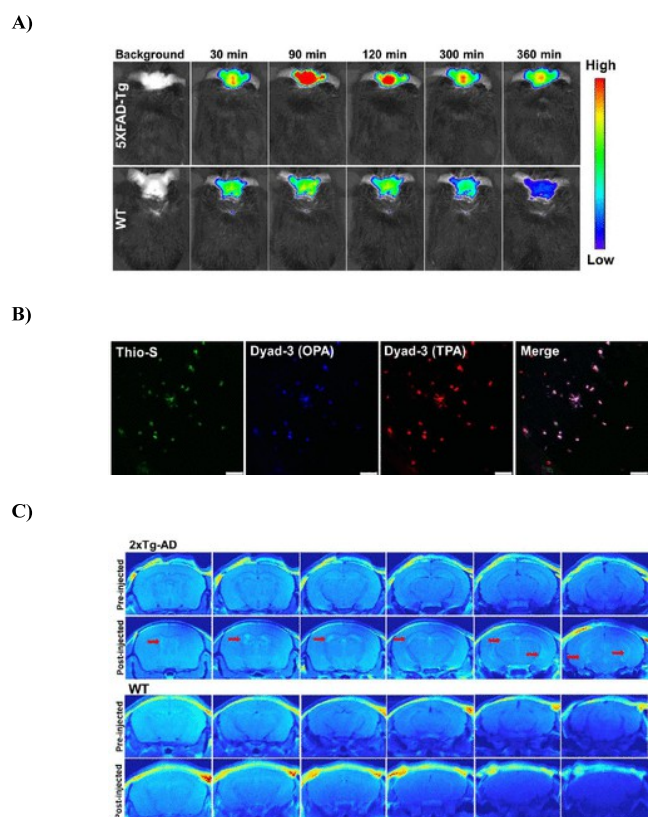 A)
Background 30 min 90 min 120 min 300 min 360 min
High
5XFAD-Tg
WT
Low
B)
Thio-S Dyad-3 (OPA) Dyad-3 (TPA) Merge
C)
2xTg-AD
Pre-injected
Post-injected
WT
Pre-injected
Post-injected